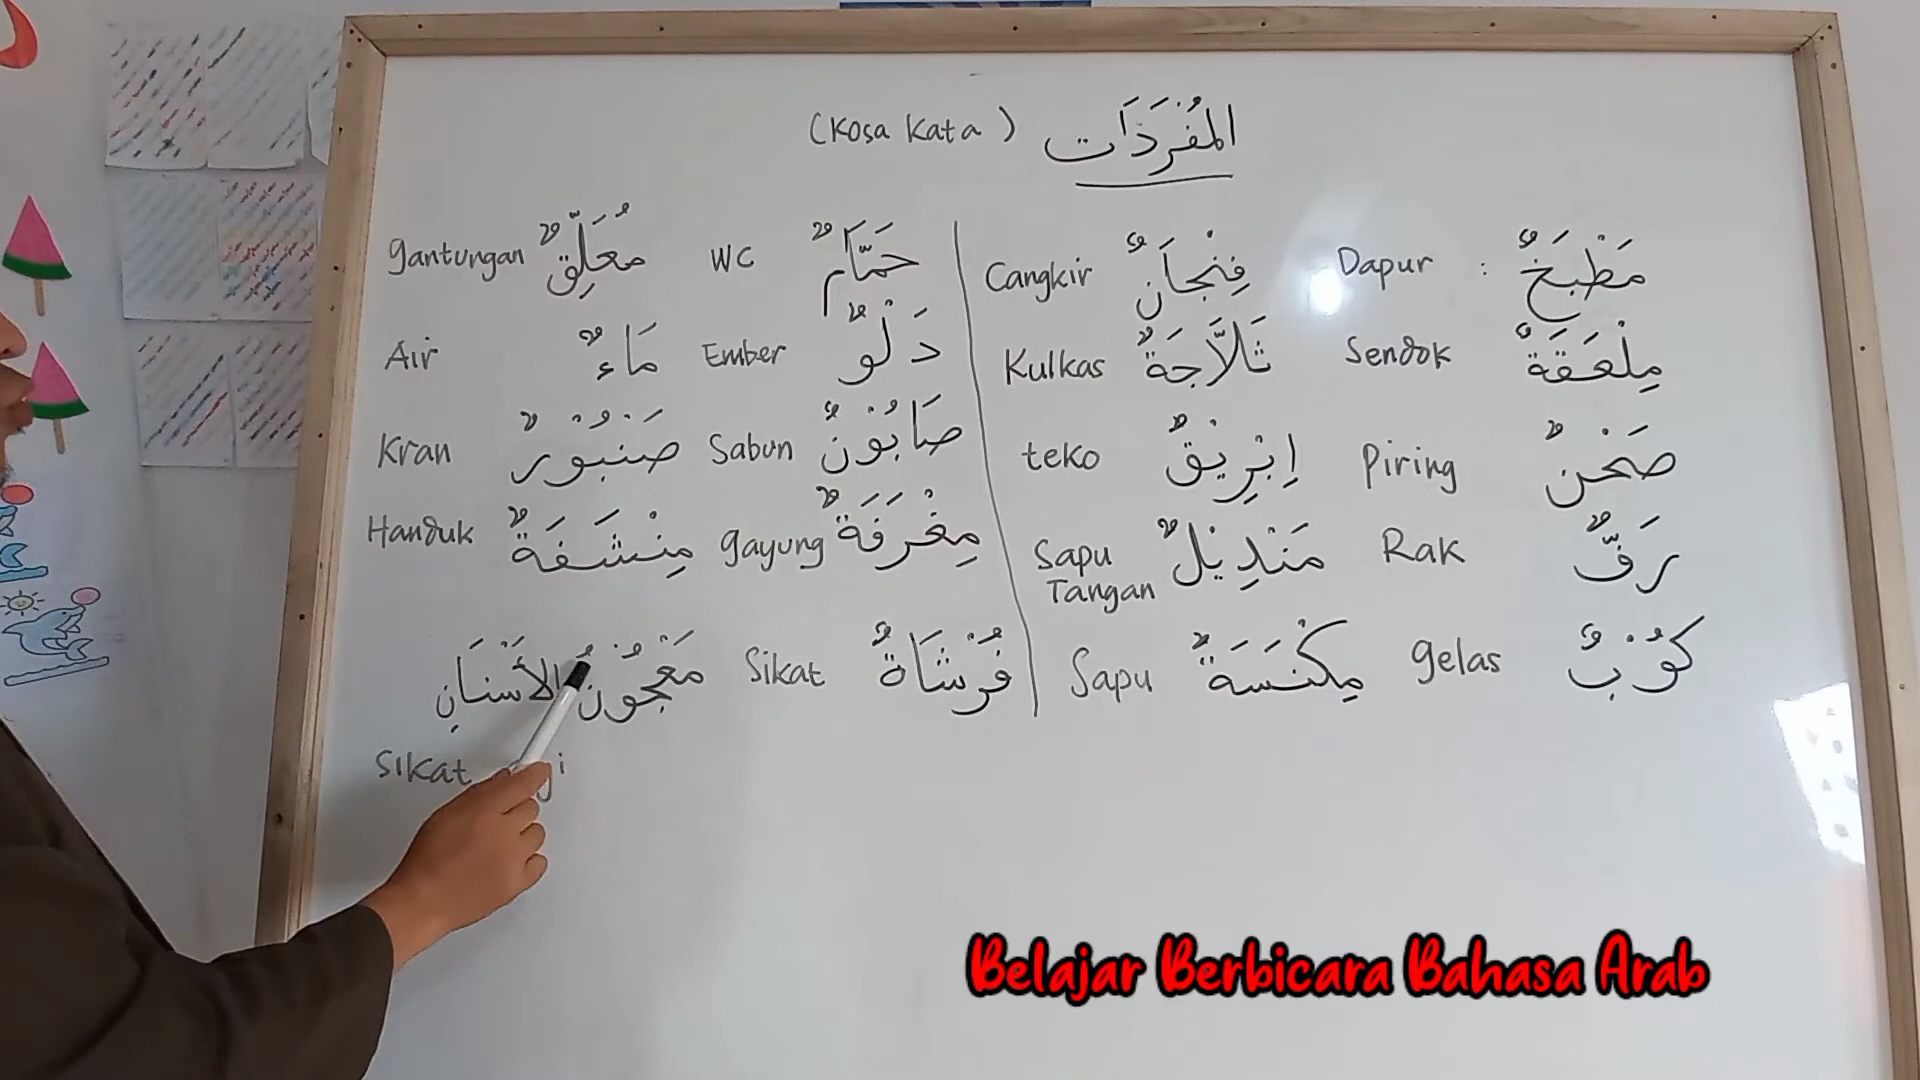 (Kosa Kata) المُفْرَدَات
gantungan مُعَلِّقٌ WC حَمَّامٌ Cangkir فِنْجَانٌ Dapur : مَطْبَخٌ
Air مَاءٌ Ember دَلْوٌ Kulkas ثَلَاَّجَةٌ Sendok مِلْعَقَةٌ
Kran صَنْبُوْرٌ Sabun صَابُوْنٌ teko اِبْرِيْقٌ Piring صَحْنٌ
Handuk مِنْشَفَةٌ gayung مِغْرَفَةٌ Sapu Tangan مَنْدِيْلٌ Rak رَفٌّ
مَعْجُوْنُ الأَسْنَانِ Sikat فُرْشَاةٌ Sapu مِكْنَسَةٌ gelas كُوْبٌ
Sikat
Belajar Berbicara Bahasa Arab